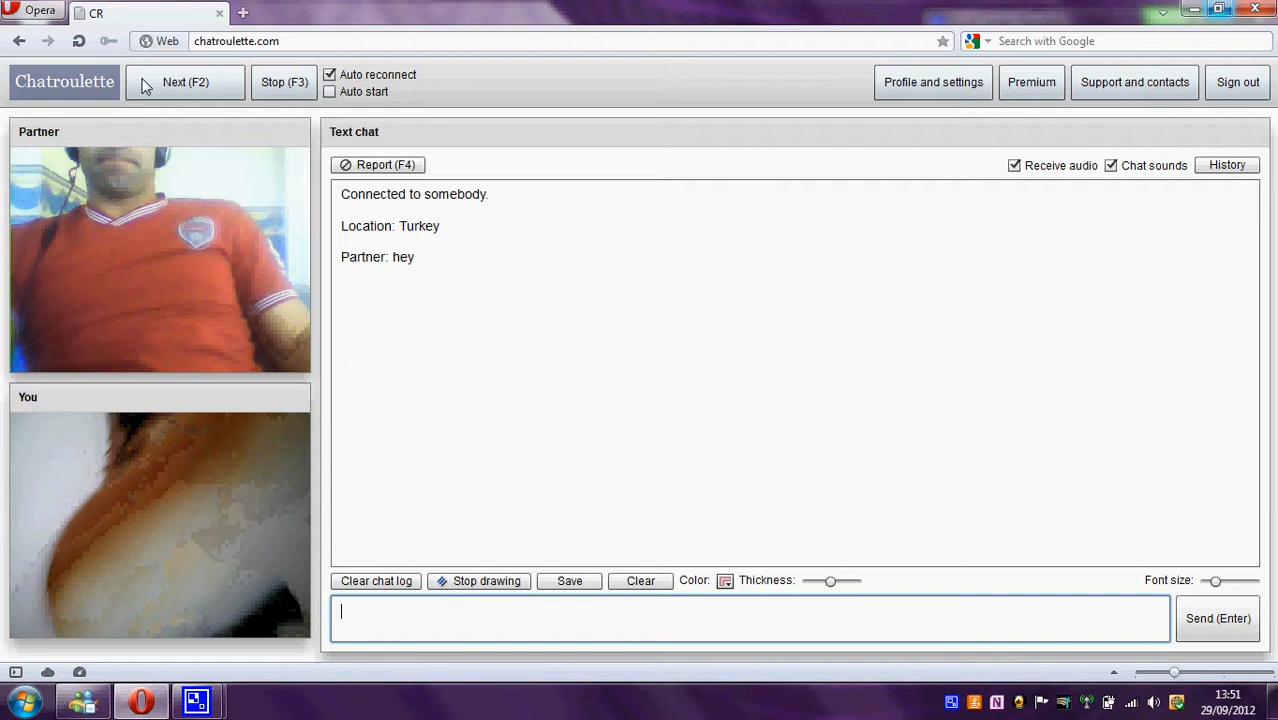 Opera
CR
Web
chatroulette.com
Search with Google
Chatroulette
Next (F2)
Stop (F3)
Auto reconnect
Auto start
Profile and settings
Premium
Support and contacts
Sign out
Partner
Text chat
Report (F4)
Receive audio
Chat sounds
History
Connected to somebody.
Location: Turkey
Partner: hey
You
Clear chat log
Stop drawing
Save
Clear
Color:
Thickness:
Font size:
Send (Enter)
13:51
29/09/2012